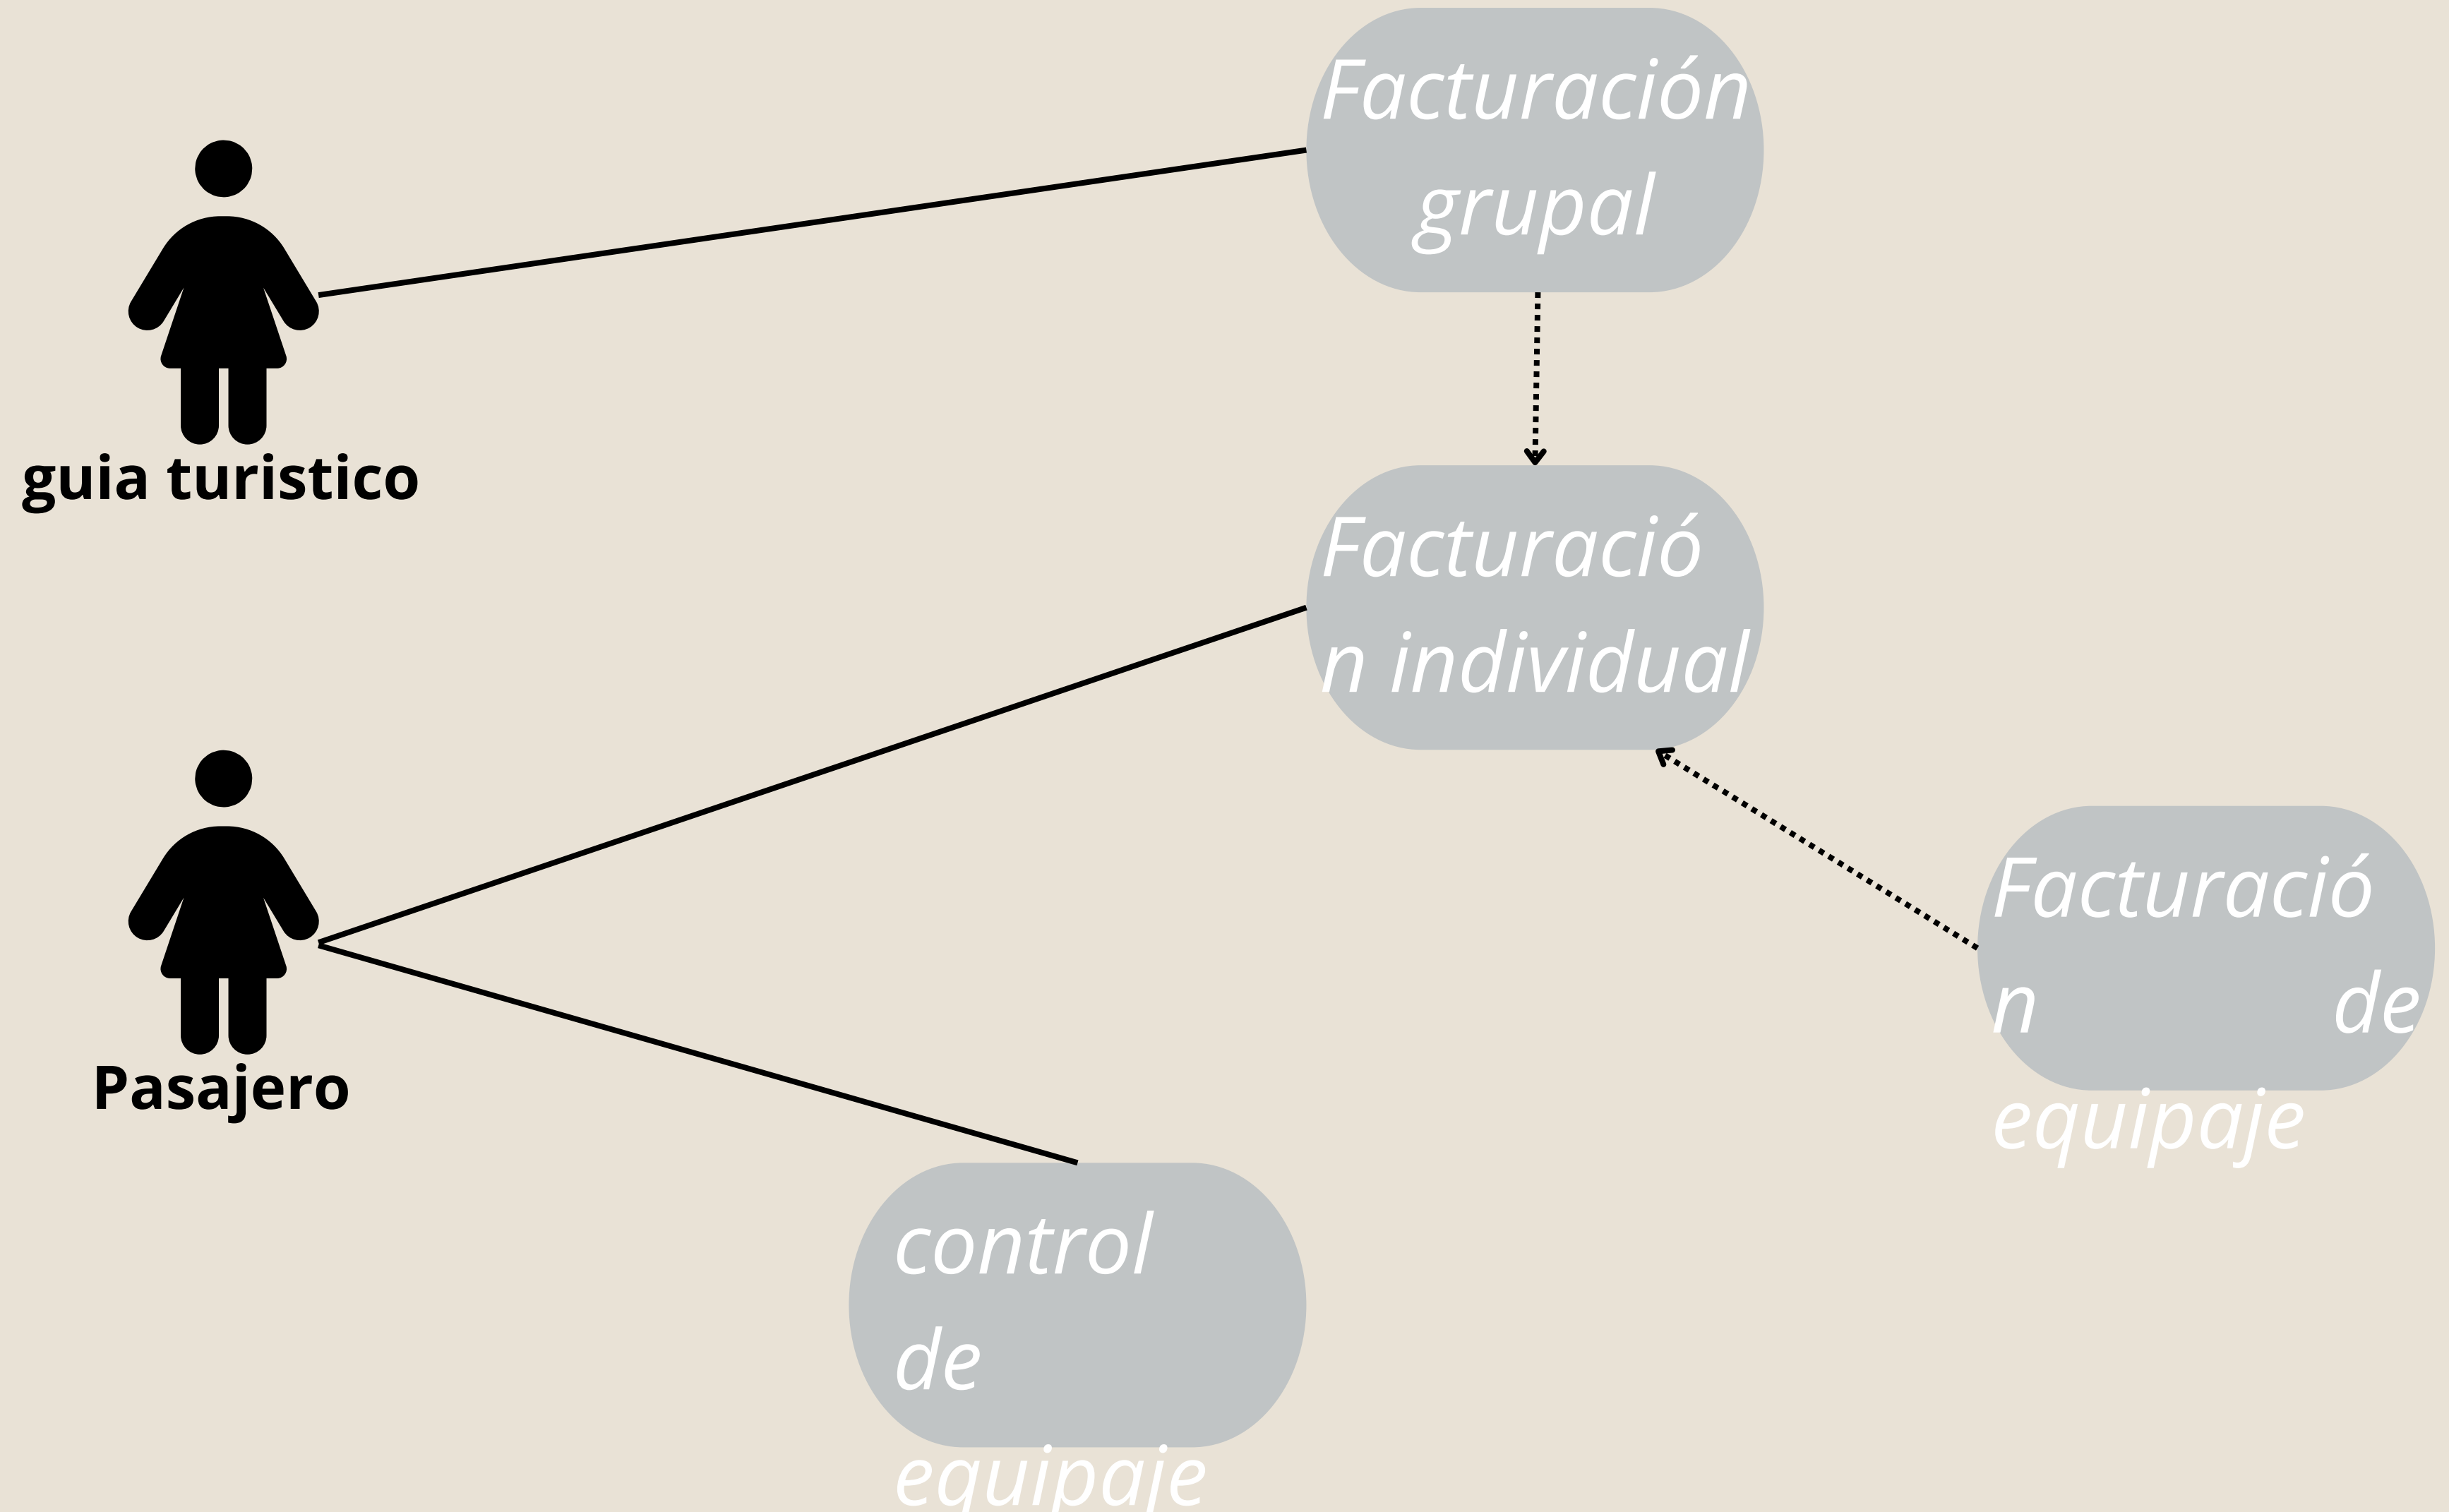 Facturación
grupal
guia turistico
Facturació
n individual
Facturació
n de
equipaje
Pasajero
control
de
equipaje